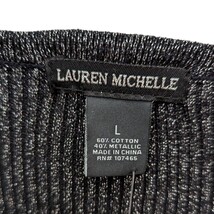 LAUREN MICHELLE
L
60% COTTON
40% METALLIC
MADE IN CHINA
RN# 107466